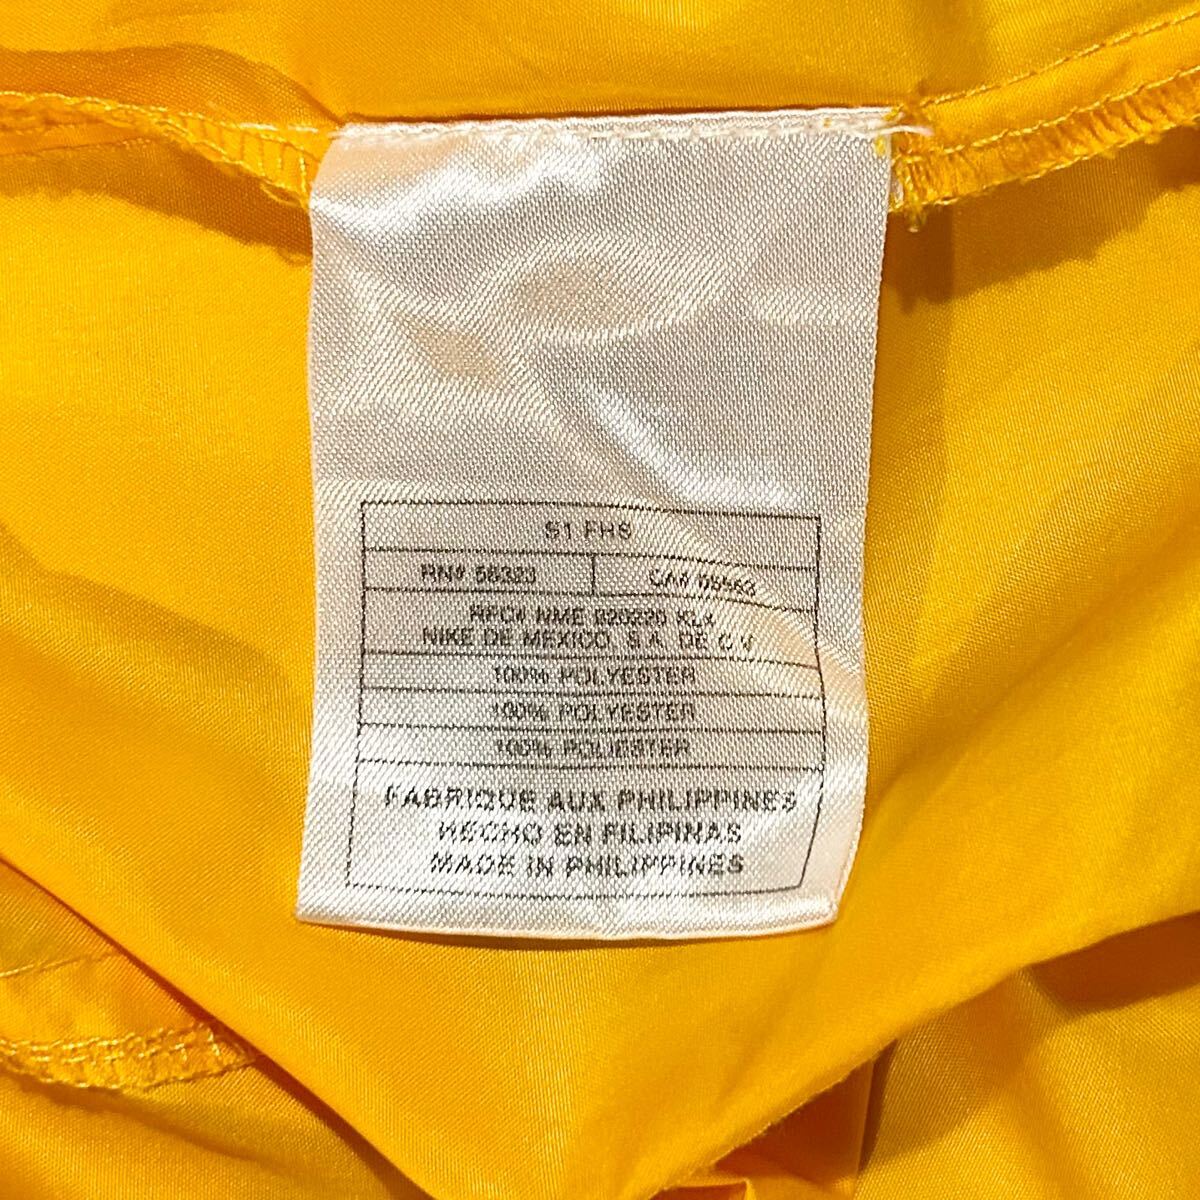 S1 FHS
RN# 56323 CA# 05553
RFC# NME 920220 KL4
NIKE DE MEXICO, S.A. DE C.V.
100% POLYESTER
100% POLYESTER
100% POLIESTER
FABRIQUE AUX PHILIPPINES
HECHO EN FILIPINAS
MADE IN PHILIPPINES